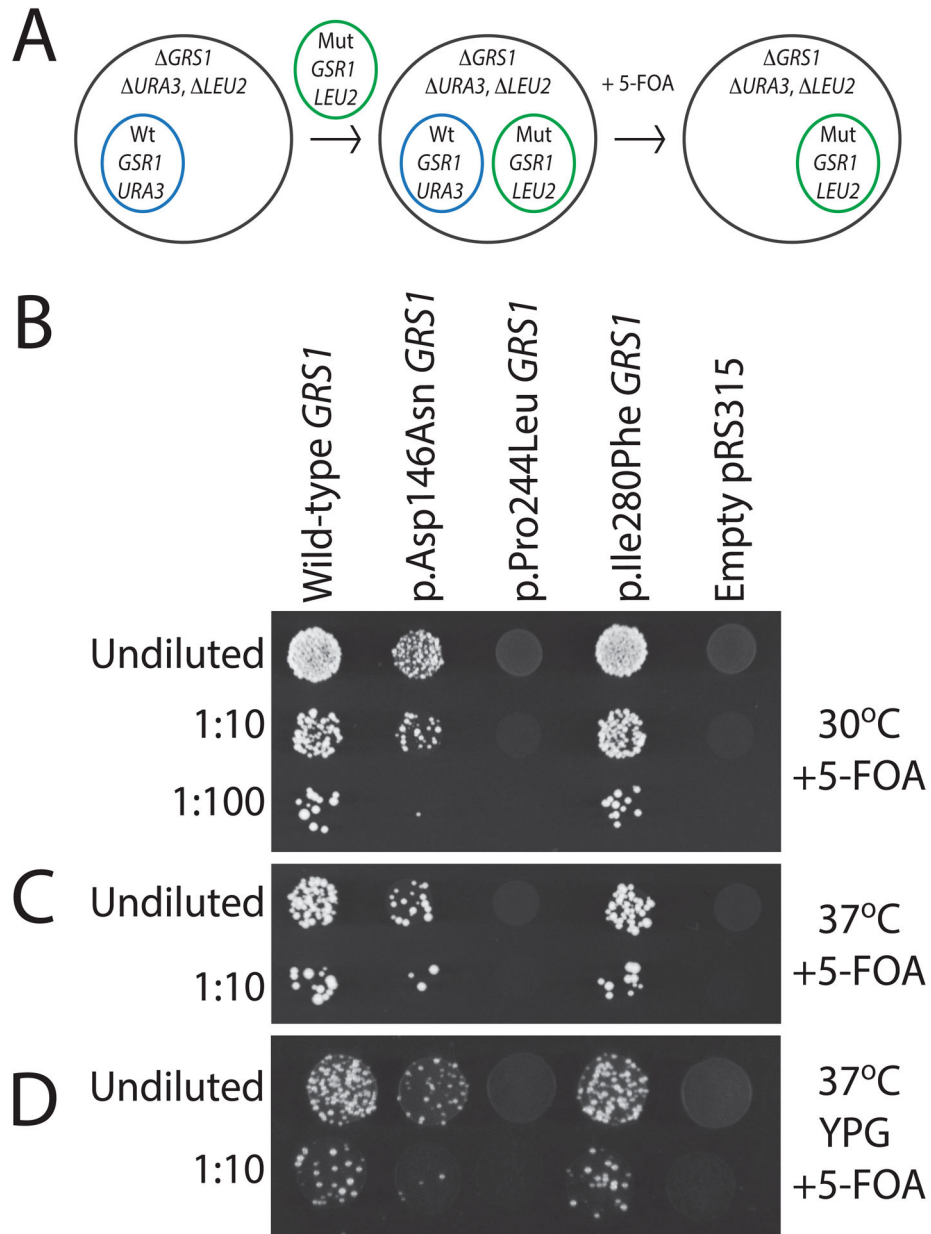 A
ΔGRS1
ΔURA3, ΔLEU2
Wt
GSR1
URA3
Mut
GSR1
LEU2
ΔGRS1
ΔURA3, ΔLEU2
Wt
GSR1
URA3
Mut
GSR1
LEU2
+ 5-FOA
ΔGRS1
ΔURA3, ΔLEU2
Mut
GSR1
LEU2
B
Wild-type GRS1
p.Asp146Asn GRS1
p.Pro244Leu GRS1
p.Ile280Phe GRS1
Empty pRS315
Undiluted
1:10
1:100
30°C
+5-FOA
C
Undiluted
1:10
37°C
+5-FOA
D
Undiluted
1:10
37°C
YPG
+5-FOA